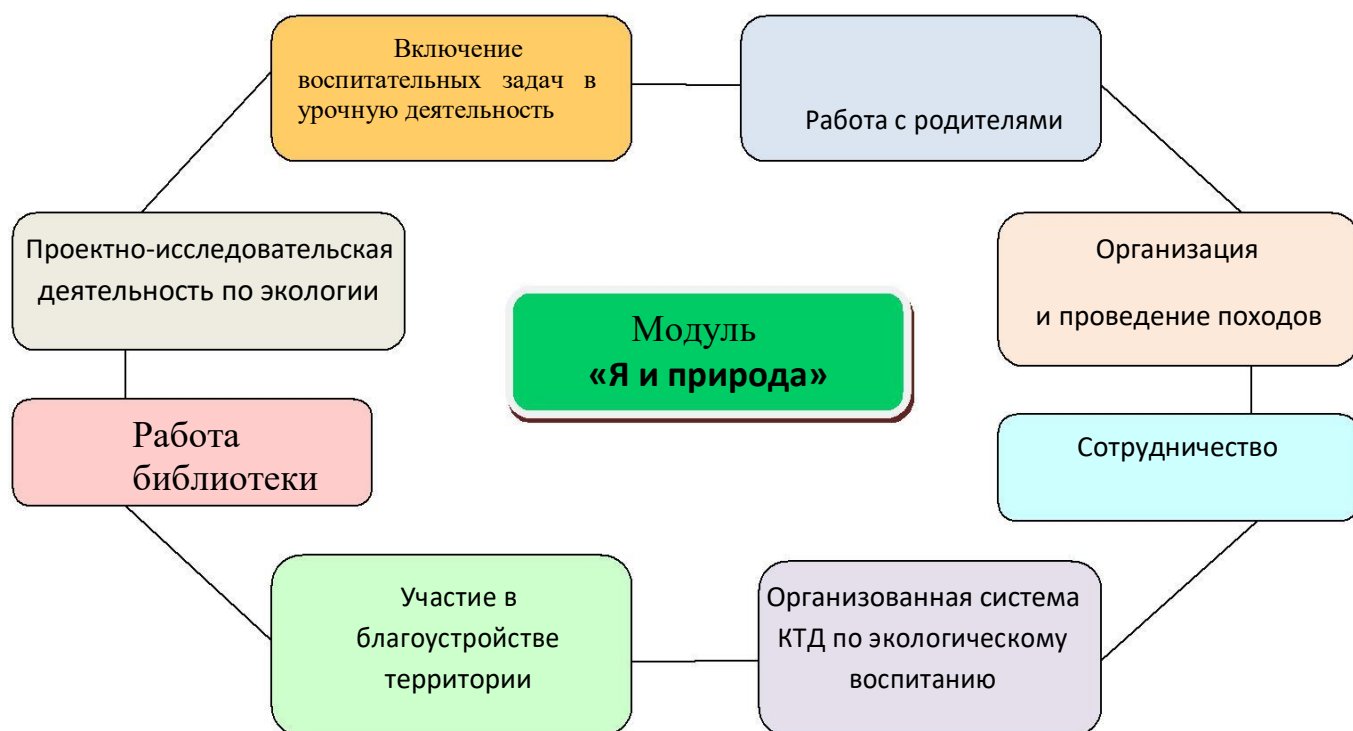 Включение
воспитательных задач в
урочную деятельность
Работа с родителями
Проектно-исследовательская
деятельность по экологии
Организация
и проведение походов
Модуль
«Я и природа»
Работа
библиотеки
Сотрудничество
Участие в
благоустройстве
территории
Организованная система
КТД по экологическому
воспитанию